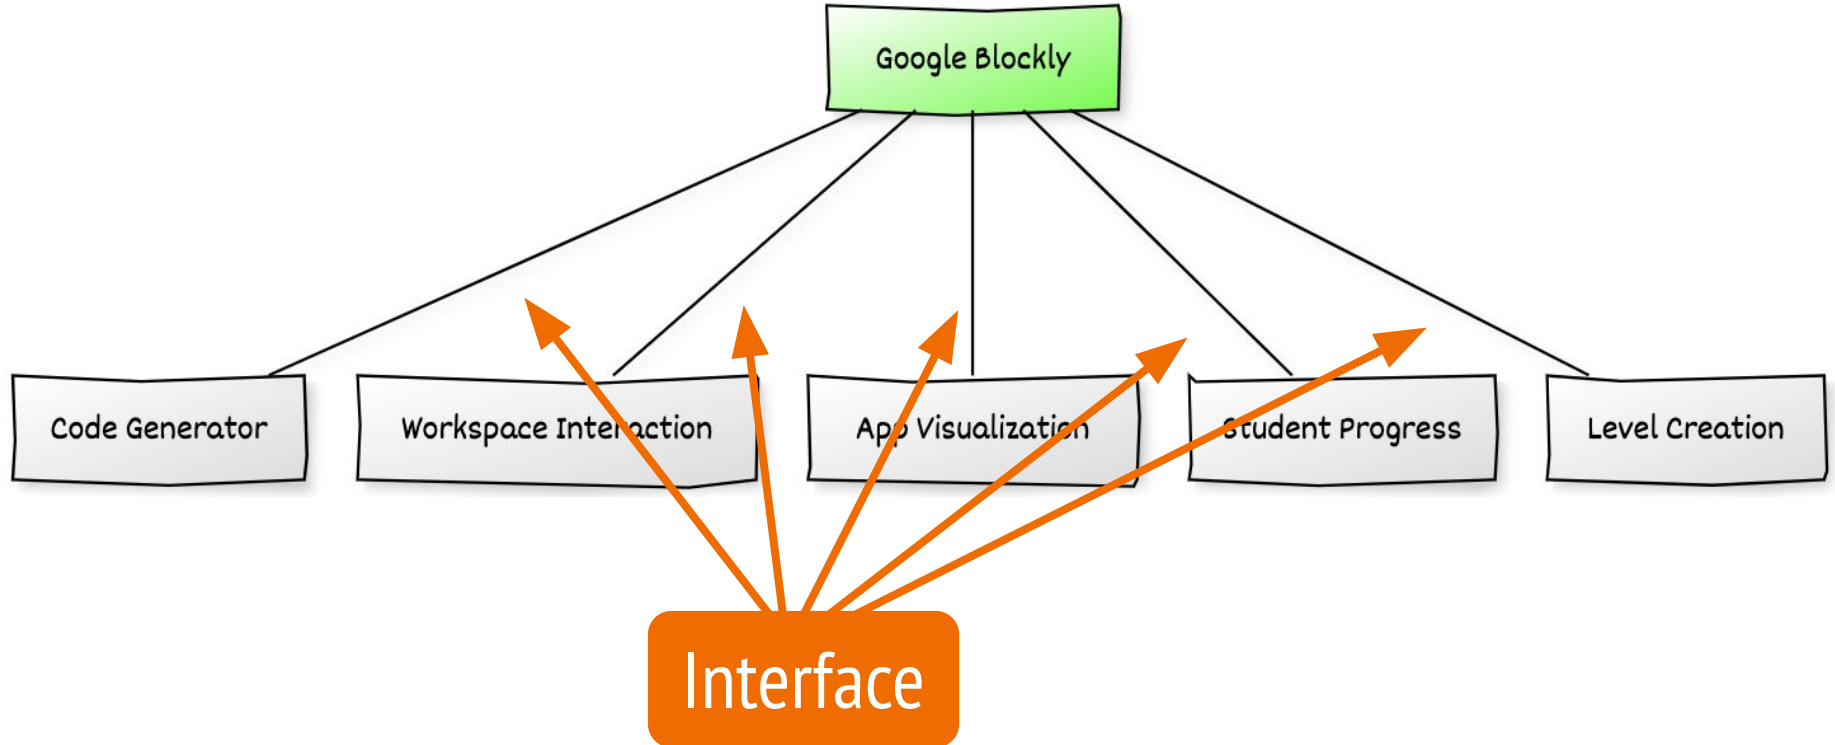 Google Blockly
Code Generator
Workspace Interaction
App Visualization
Student Progress
Level Creation
Interface